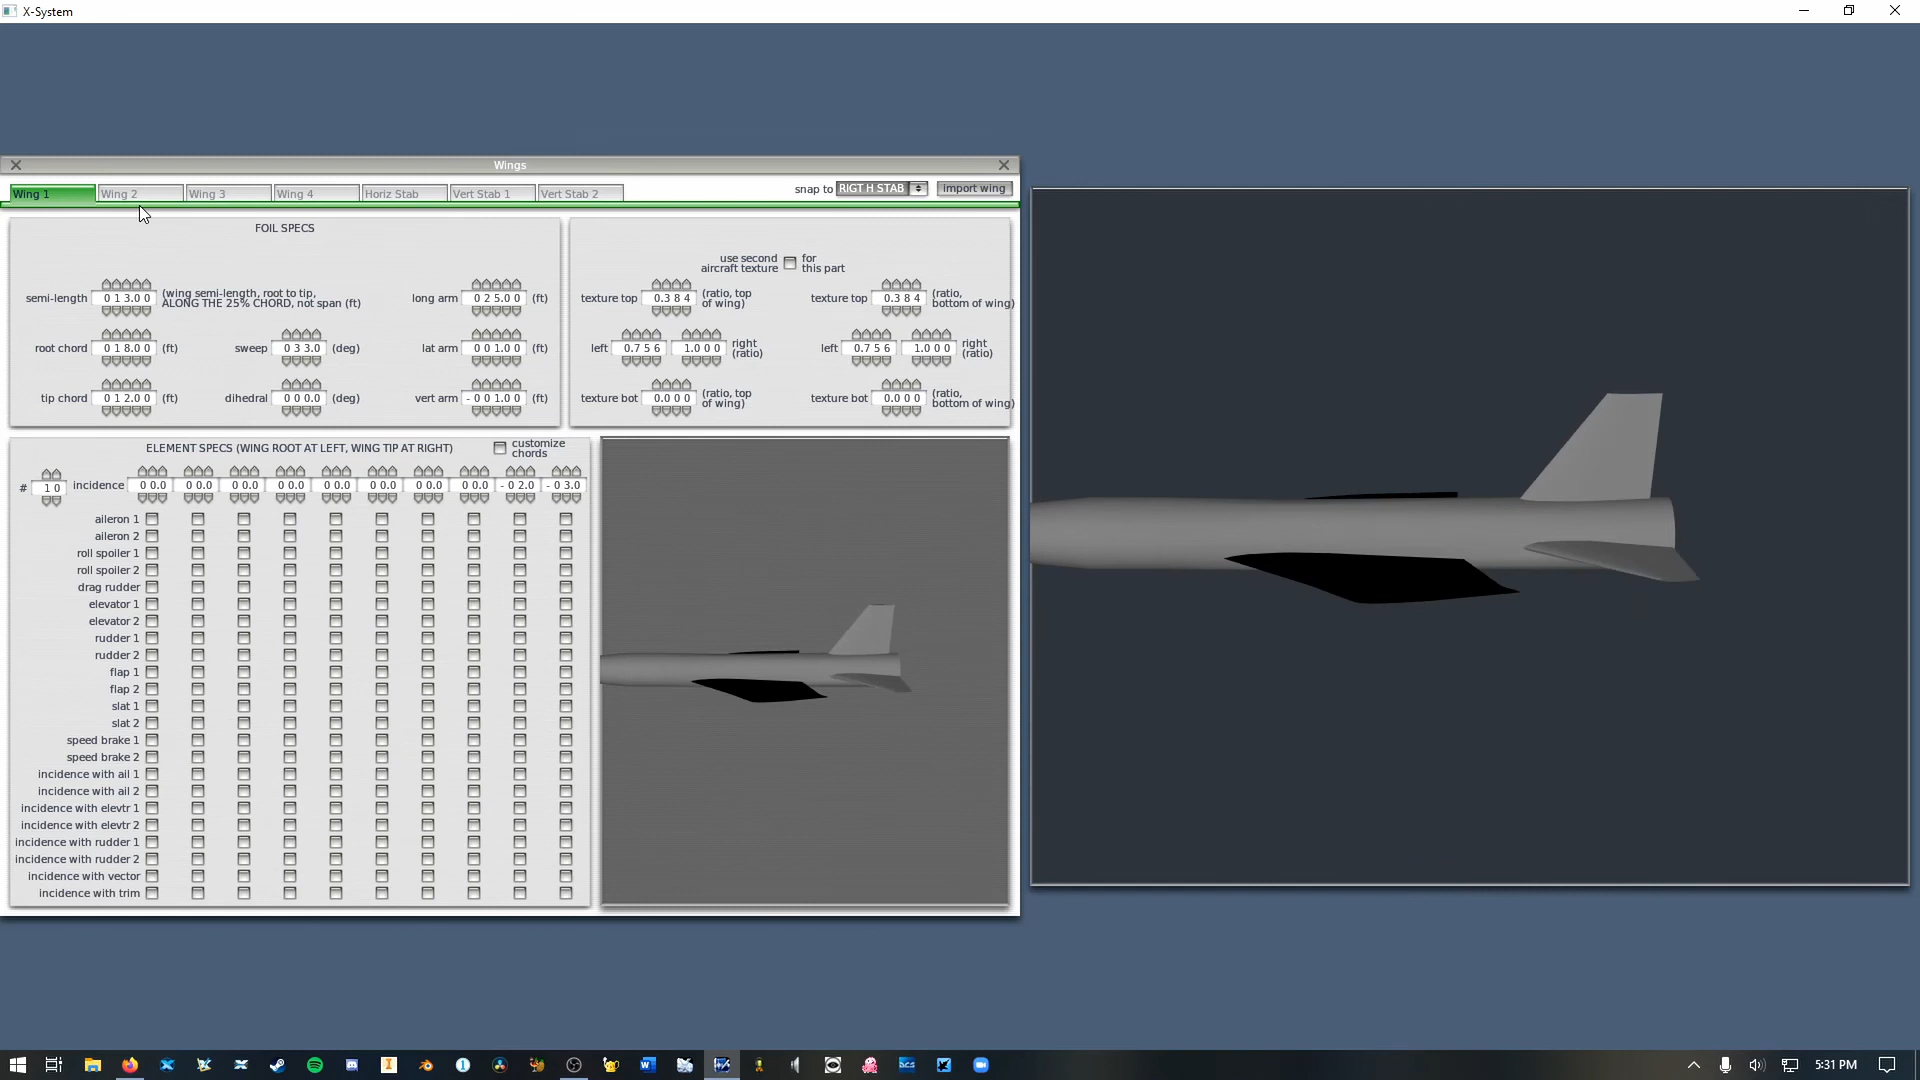 X-System
Wings
Wing 1 Wing 2 Wing 3 Wing 4 Horiz Stab Vert Stab 1 Vert Stab 2 snap to RIGT H STAB import wing
FOIL SPECS
use second aircraft texture for this part
semi-length 0 1 3.0 0 (wing semi-length, root to tip, ALONG THE 25% CHORD, not span (ft) long arm 0 2 5.0 0 (ft)
root chord 0 1 8.0 0 (ft) sweep 0 3 3.0 (deg) lat arm 0 0 1.0 0 (ft)
tip chord 0 1 2.0 0 (ft) dihedral 0 0 0.0 (deg) vert arm - 0 0 1.0 0 (ft)
texture top 0.3 8 4 (ratio, top of wing) texture top 0.3 8 4 (ratio, bottom of wing)
left 0.7 5 6 1.0 0 0 right (ratio) left 0.7 5 6 1.0 0 0 right (ratio)
texture bot 0.0 0 0 (ratio, top of wing) texture bot 0.0 0 0 (ratio, bottom of wing)
ELEMENT SPECS (WING ROOT AT LEFT, WING TIP AT RIGHT) customize chords
# 1 0 incidence 0 0.0 0 0.0 0 0.0 0 0.0 0 0.0 0 0.0 0 0.0 0 0.0 - 0 2.0 - 0 3.0
aileron 1
aileron 2
roll spoiler 1
roll spoiler 2
drag rudder
elevator 1
elevator 2
rudder 1
rudder 2
flap 1
flap 2
slat 1
slat 2
speed brake 1
speed brake 2
incidence with ail 1
incidence with ail 2
incidence with elevtr 1
incidence with elevtr 2
incidence with rudder 1
incidence with rudder 2
incidence with vector
incidence with trim
5:31 PM